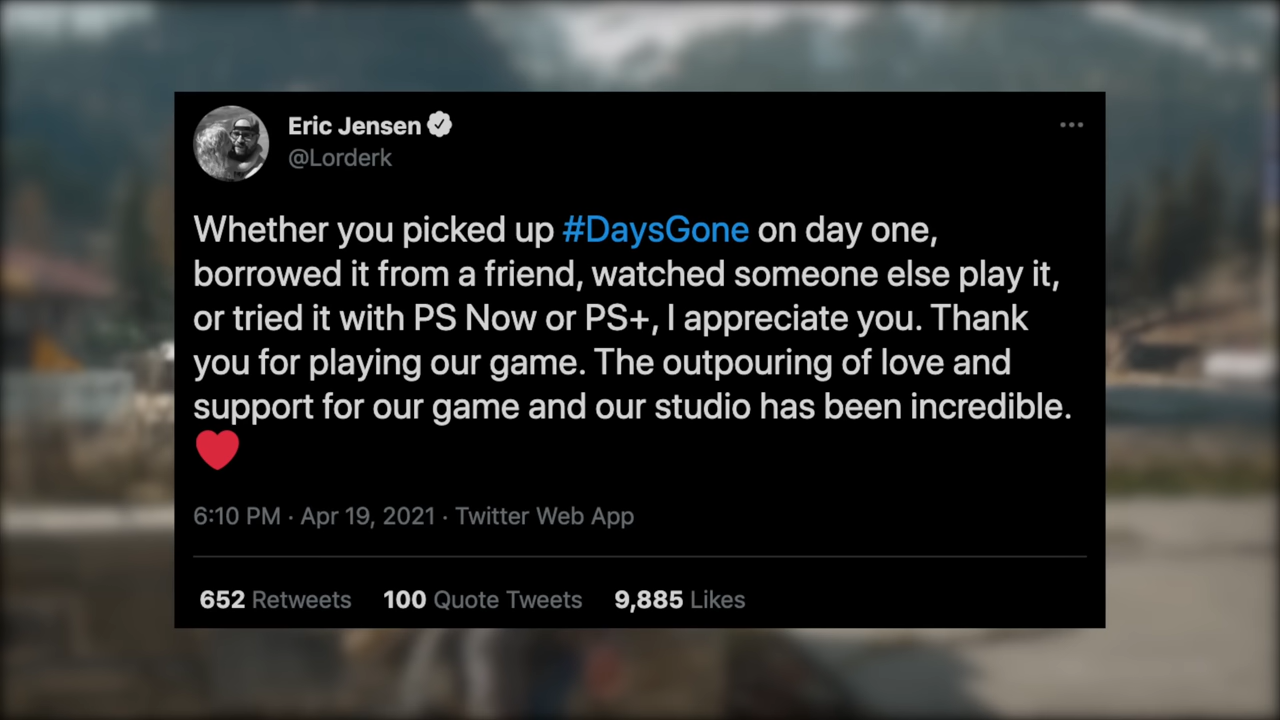 Eric Jensen
@Lorderk
Whether you picked up #DaysGone on day one,
borrowed it from a friend, watched someone else play it,
or tried it with PS Now or PS+, I appreciate you. Thank
you for playing our game. The outpouring of love and
support for our game and our studio has been incredible.
❤️
6:10 PM · Apr 19, 2021 · Twitter Web App
652 Retweets 100 Quote Tweets 9,885 Likes